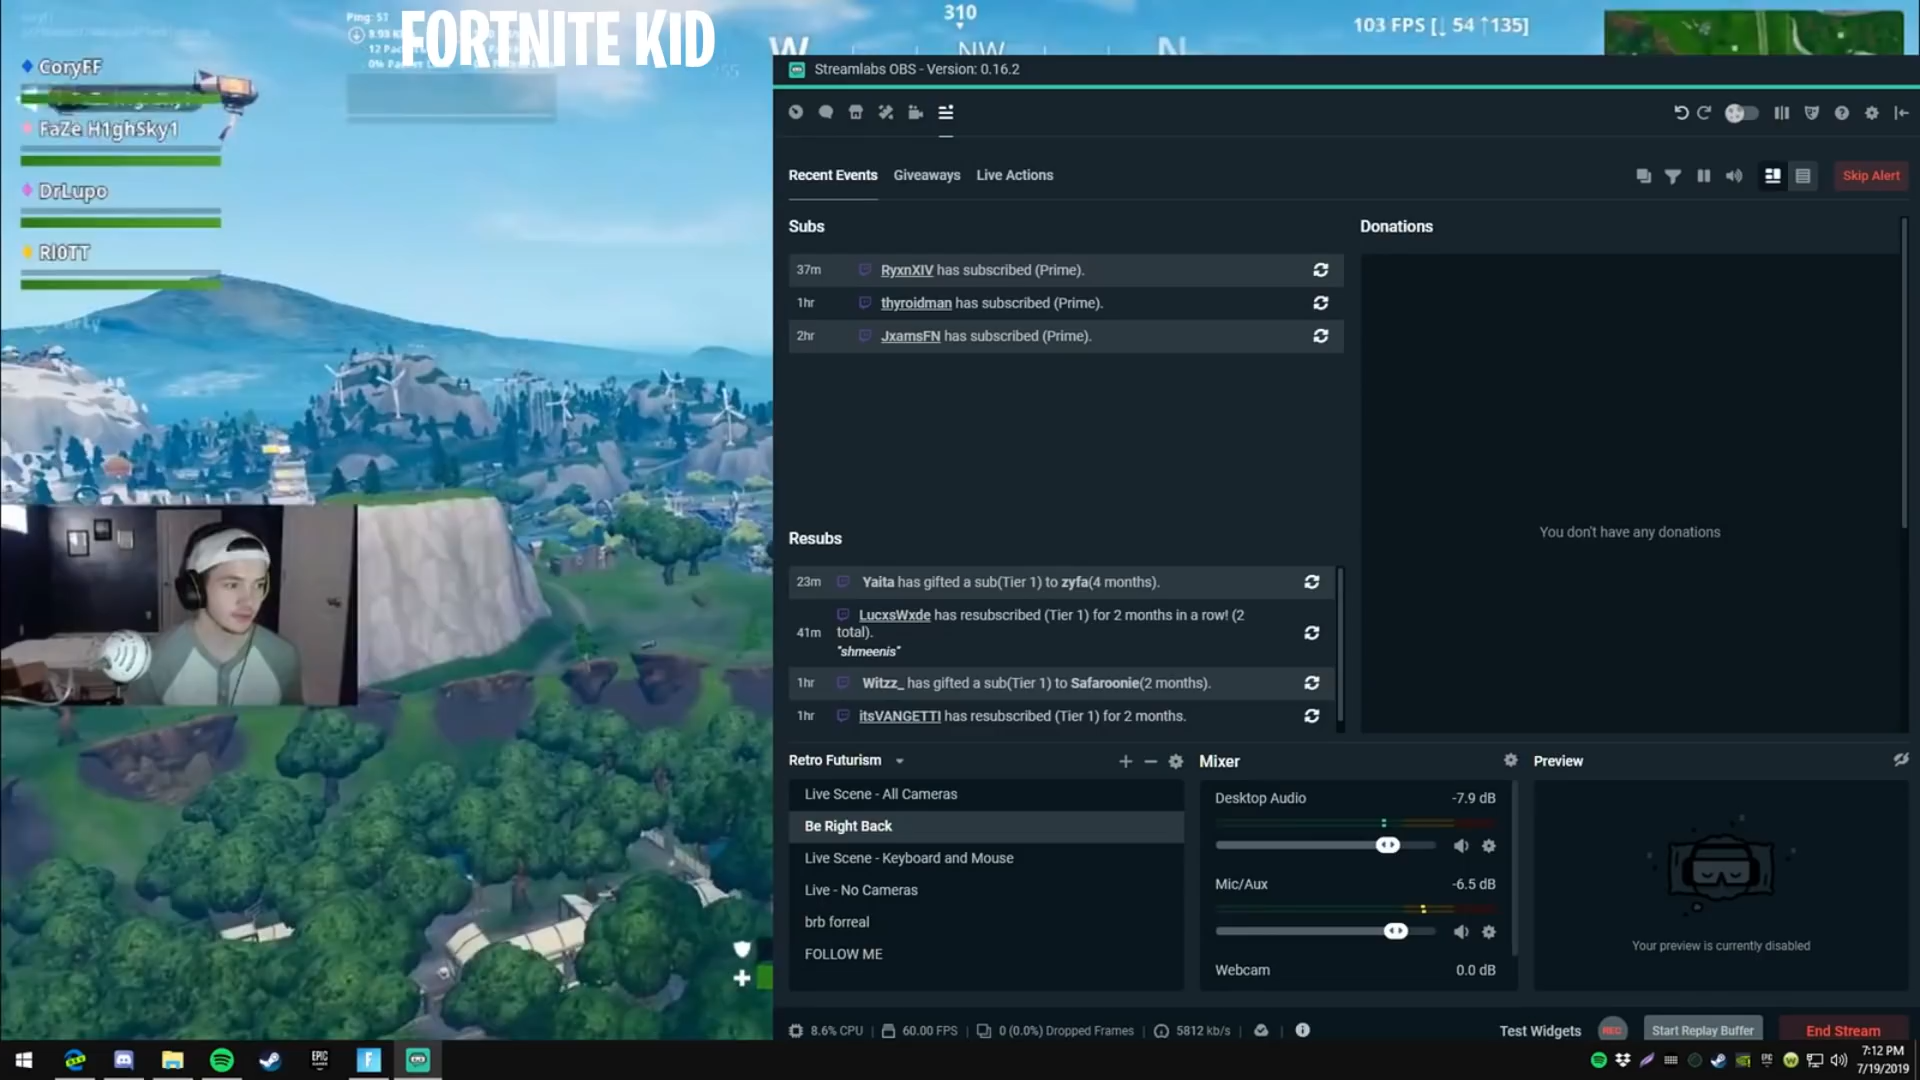 FORTNITE KID
Ping: 51
310
W
NW
N
103 FPS [↓ 54 ↑135]
CoryFF
FaZe H1ghSky1
DrLupo
RI0TT
Party
Streamlabs OBS - Version: 0.16.2
Recent Events
Giveaways
Live Actions
Skip Alert
Subs
Donations
37m RyxnXIV has subscribed (Prime).
1hr thyroidman has subscribed (Prime).
2hr JxamsFN has subscribed (Prime).
You don't have any donations
Resubs
23m Yaita has gifted a sub(Tier 1) to zyfa(4 months).
LucxsWxde has resubscribed (Tier 1) for 2 months in a row! (2
41m total).
"shmeenis"
1hr Witzz_ has gifted a sub(Tier 1) to Safaroonie(2 months).
1hr itsVANGETTI has resubscribed (Tier 1) for 2 months.
Retro Futurism
Live Scene - All Cameras
Be Right Back
Live Scene - Keyboard and Mouse
Live - No Cameras
brb forreal
FOLLOW ME
Mixer
Desktop Audio -7.9 dB
Mic/Aux -6.5 dB
Webcam 0.0 dB
Preview
Your preview is currently disabled
8.6% CPU
60.00 FPS
0 (0.0%) Dropped Frames
5812 kb/s
Test Widgets
REC
Start Replay Buffer
End Stream
EPIC
7:12 PM
7/19/2019